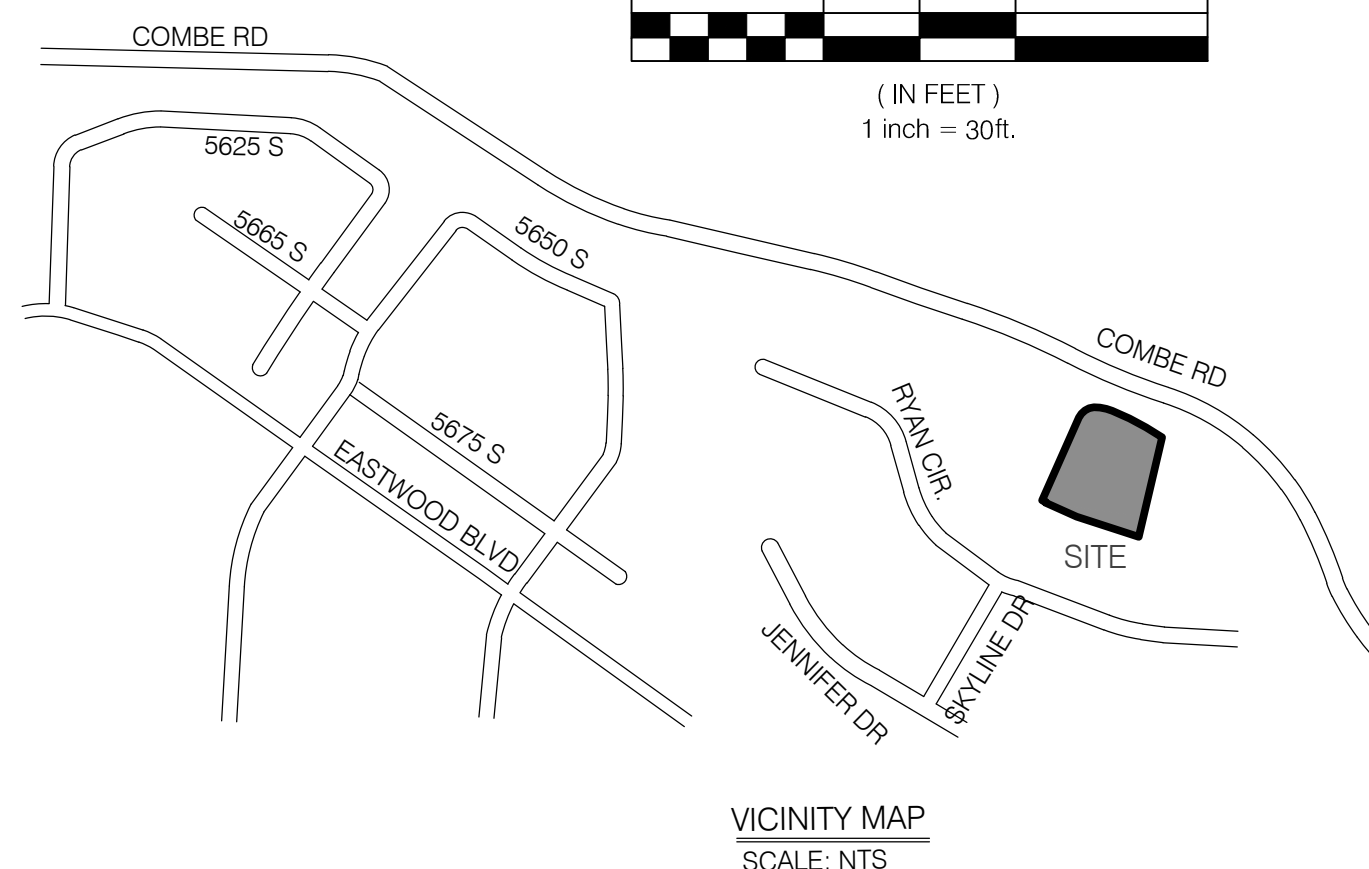 COMBE RD
( IN FEET )
1 inch = 30ft.
5625 S
5665 S
5650 S
COMBE RD
RYAN CIR.
5675 S
EASTWOOD BLVD
SITE
SKYLINE DR
JENNIFER DR
VICINITY MAP
SCALE: NTS